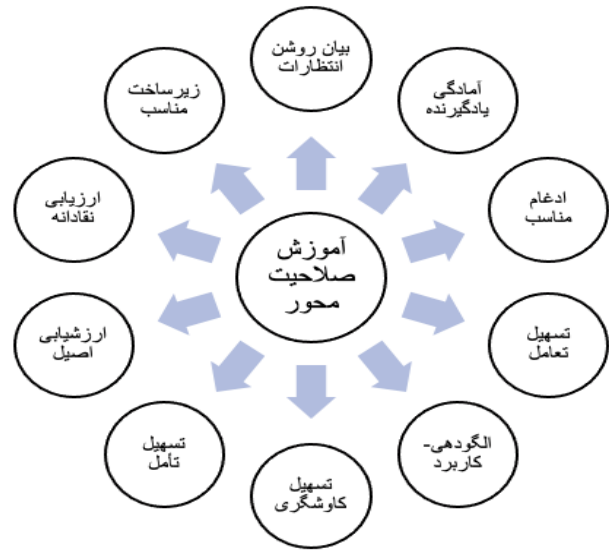 بیان روشن
انتظارات
آمادگی
یادگیرنده
ادغام
مناسب
تسهیل
تعامل
الگودهی-
کاربرد
تسهیل
کاوشگری
تسهیل
تأمل
ارزشیابی
اصیل
ارزیابی
نقادانه
زیرساخت
مناسب
آموزش
صلاحیت
محور